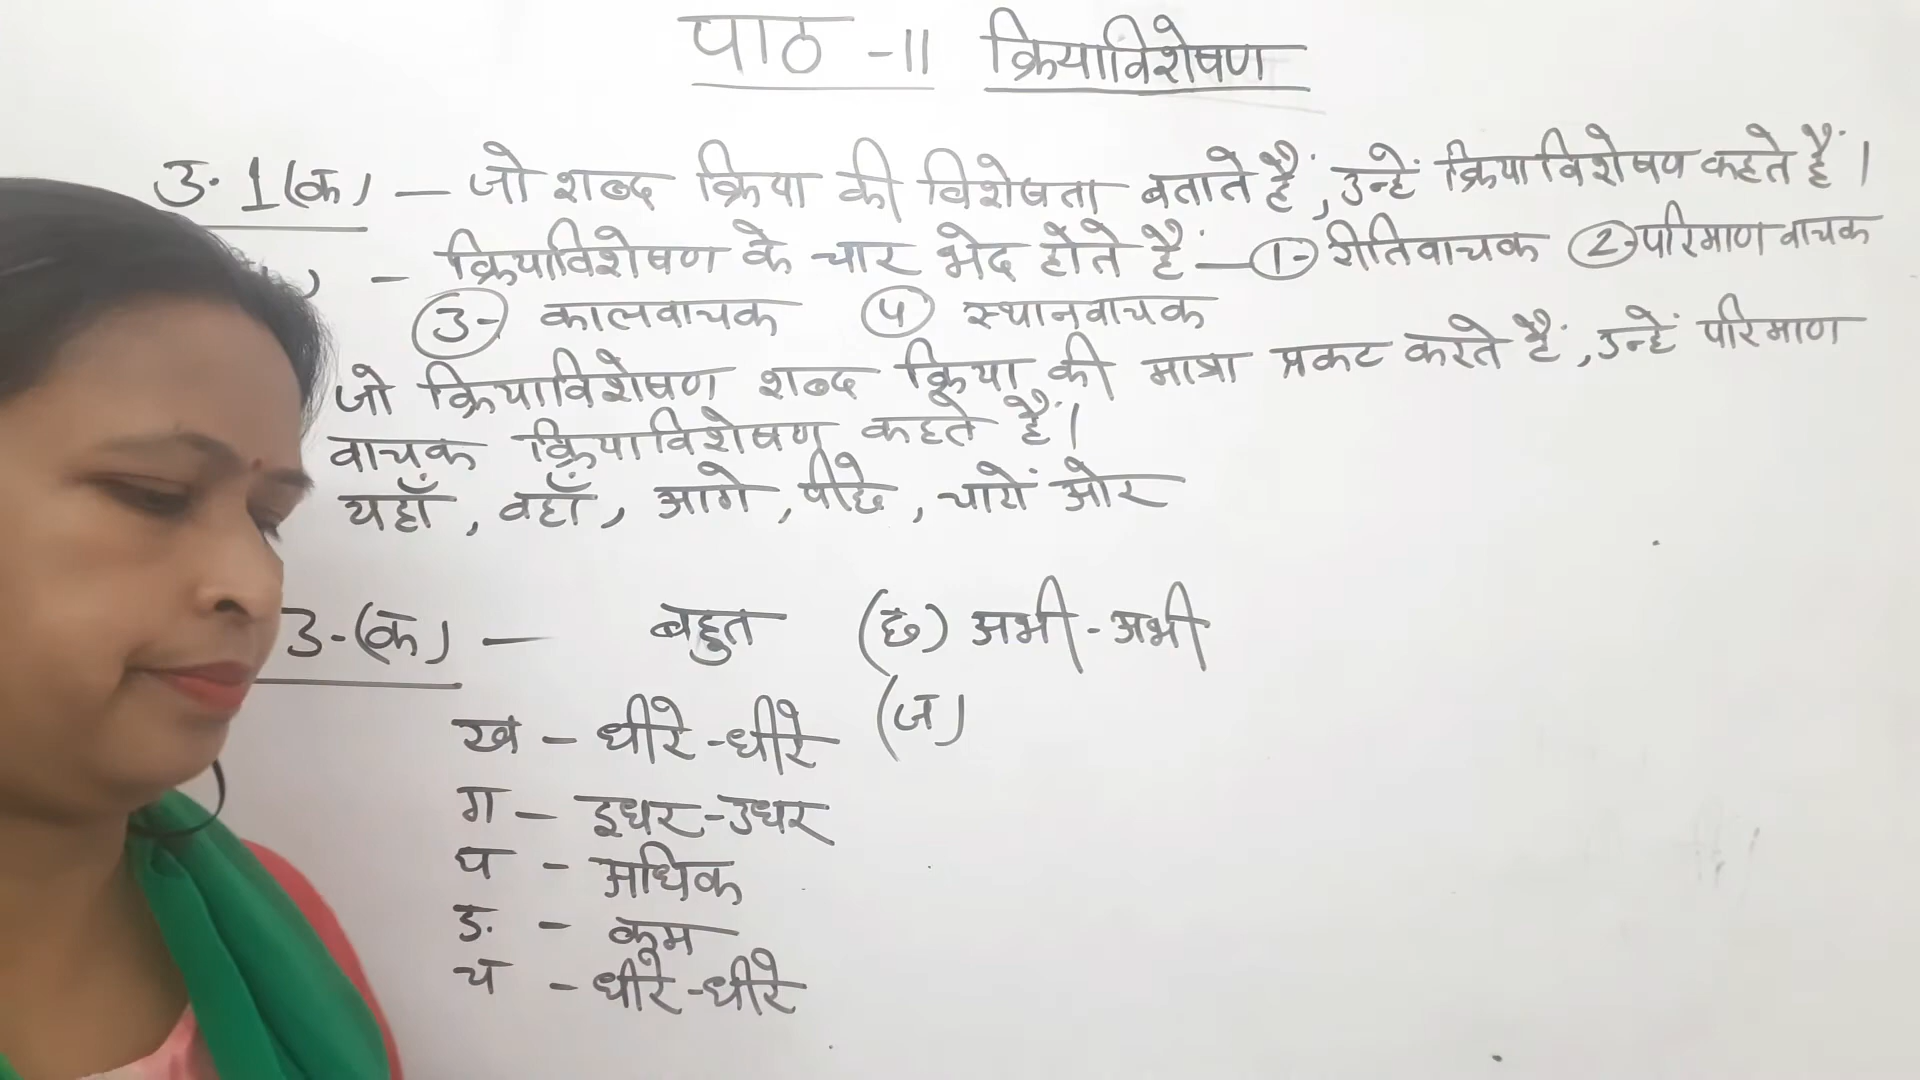 पाठ -11 क्रियाविशेषण
उ. 1 (क) — जो शब्द क्रिया की विशेषता बताते हैं, उन्हें क्रियाविशेषण कहते हैं।
) - क्रियाविशेषण के चार भेद होते हैं — ①- रीतिवाचक ②- परिमाण वाचक
③- कालवाचक ④ स्थानवाचक
जो क्रियाविशेषण शब्द क्रिया की मात्रा प्रकट करते हैं, उन्हें परिमाण
वाचक क्रियाविशेषण कहते हैं।
यहाँ, वहाँ, आगे, पीछे, चारों ओर
3-(क) — बहुत (छ) अभी-अभी
ख - धीरे-धीरे (ज)
ग — इधर-उधर
घ - अधिक
ङ - कम
च - धीरे-धीरे